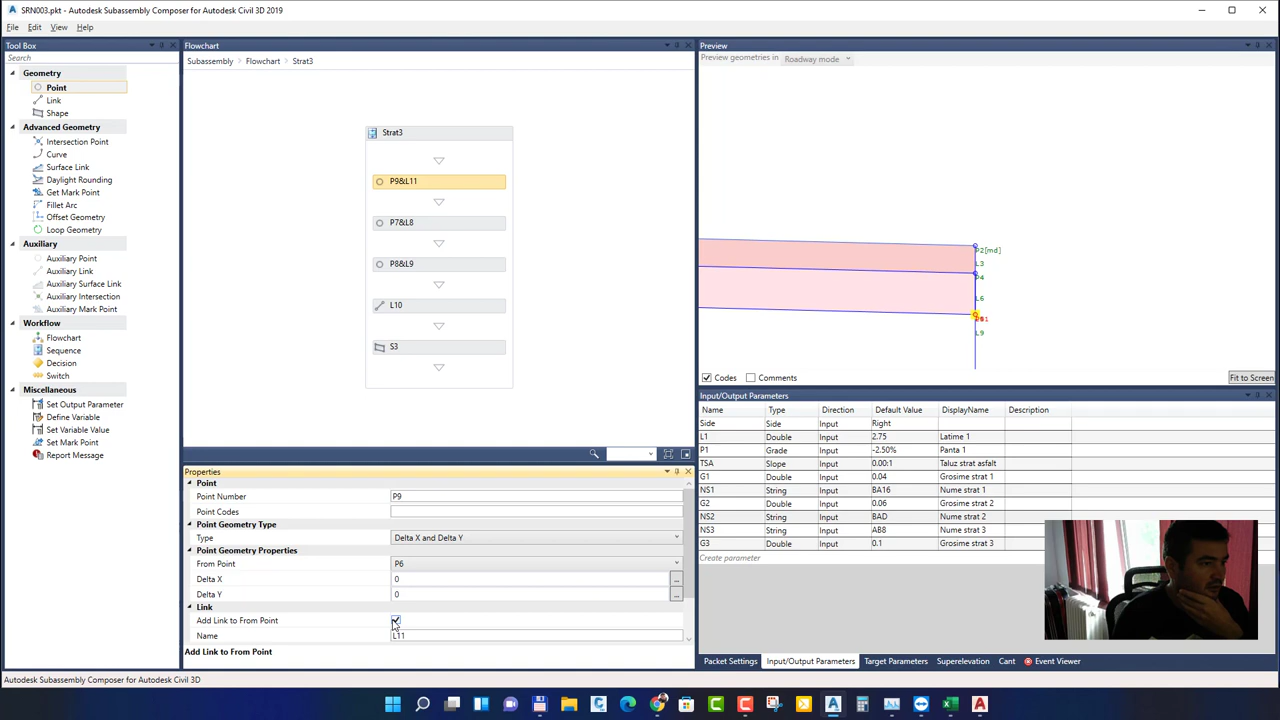 SRN003.pkt - Autodesk Subassembly Composer for Autodesk Civil 3D 2019
File Edit View Help
Tool Box
Search
Geometry
Point
Link
Shape
Advanced Geometry
Intersection Point
Curve
Surface Link
Daylight Rounding
Get Mark Point
Fillet Arc
Offset Geometry
Loop Geometry
Auxiliary
Auxiliary Point
Auxiliary Link
Auxiliary Surface Link
Auxiliary Intersection
Auxiliary Mark Point
Workflow
Flowchart
Sequence
Decision
Switch
Miscellaneous
Set Output Parameter
Define Variable
Set Variable Value
Set Mark Point
Report Message
Flowchart
Subassembly > Flowchart > Strat3
Strat3
P9&L11
P7&L8
P8&L9
L10
S3
Properties
Point
Point Number P9
Point Codes
Point Geometry Type
Type Delta X and Delta Y
Point Geometry Properties
From Point P6
Delta X 0 ...
Delta Y 0 ...
Link
Add Link to From Point
Name L11
Add Link to From Point
Preview
Preview geometries in Roadway mode
P2[md]
L3
P4
L6
L9
Codes Comments Fit to Screen
Input/Output Parameters
Name Type Direction Default Value DisplayName Description
Side Side Input Right
L1 Double Input 2.75 Latime 1
P1 Grade Input -2.50% Panta 1
TSA Slope Input 0.00:1 Taluz strat asfalt
G1 Double Input 0.04 Grosime strat 1
NS1 String Input BA16 Nume strat 1
G2 Double Input 0.06 Grosime strat 2
NS2 String Input BAD Nume strat 2
NS3 String Input AB8 Nume strat 3
G3 Double Input 0.1 Grosime strat 3
Create parameter
Packet Settings Input/Output Parameters Target Parameters Superelevation Cant Event Viewer
Autodesk Subassembly Composer for Autodesk Civil 3D